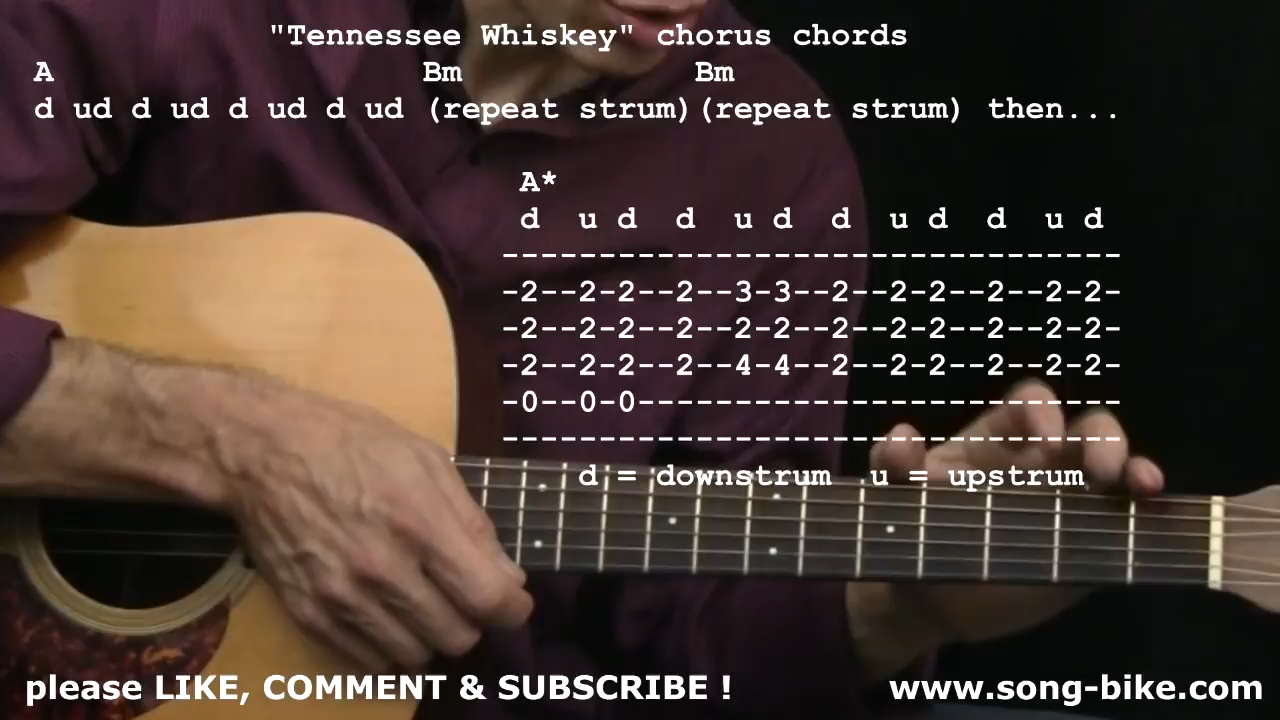 "Tennessee Whiskey" chorus chords
A Bm Bm
d ud d ud d ud d ud (repeat strum)(repeat strum) then...
A*
d u d d u d d u d d u d
--------------------------------
-2--2-2--2--3-3--2--2-2--2--2-2-
-2--2-2--2--2-2--2--2-2--2--2-2-
-2--2-2--2--4-4--2--2-2--2--2-2-
-0--0-0-------------------------
--------------------------------
d = downstrum u = upstrum
please LIKE, COMMENT & SUBSCRIBE !
www.song-bike.com